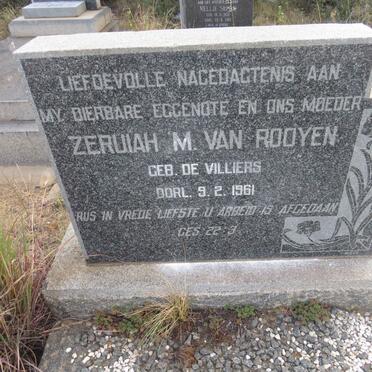 LIEFDEVOLLE NAGEDAGTENIS AAN
MY DIERBARE EGGENOTE EN ONS MOEDER
ZERUIAH M. VAN ROOYEN
GEB. DE VILLIERS
OORL. 9. 2. 1961
RUS IN VREDE LIEFSTE U ARBEID IS AFGEDAAN
GES. 22-3